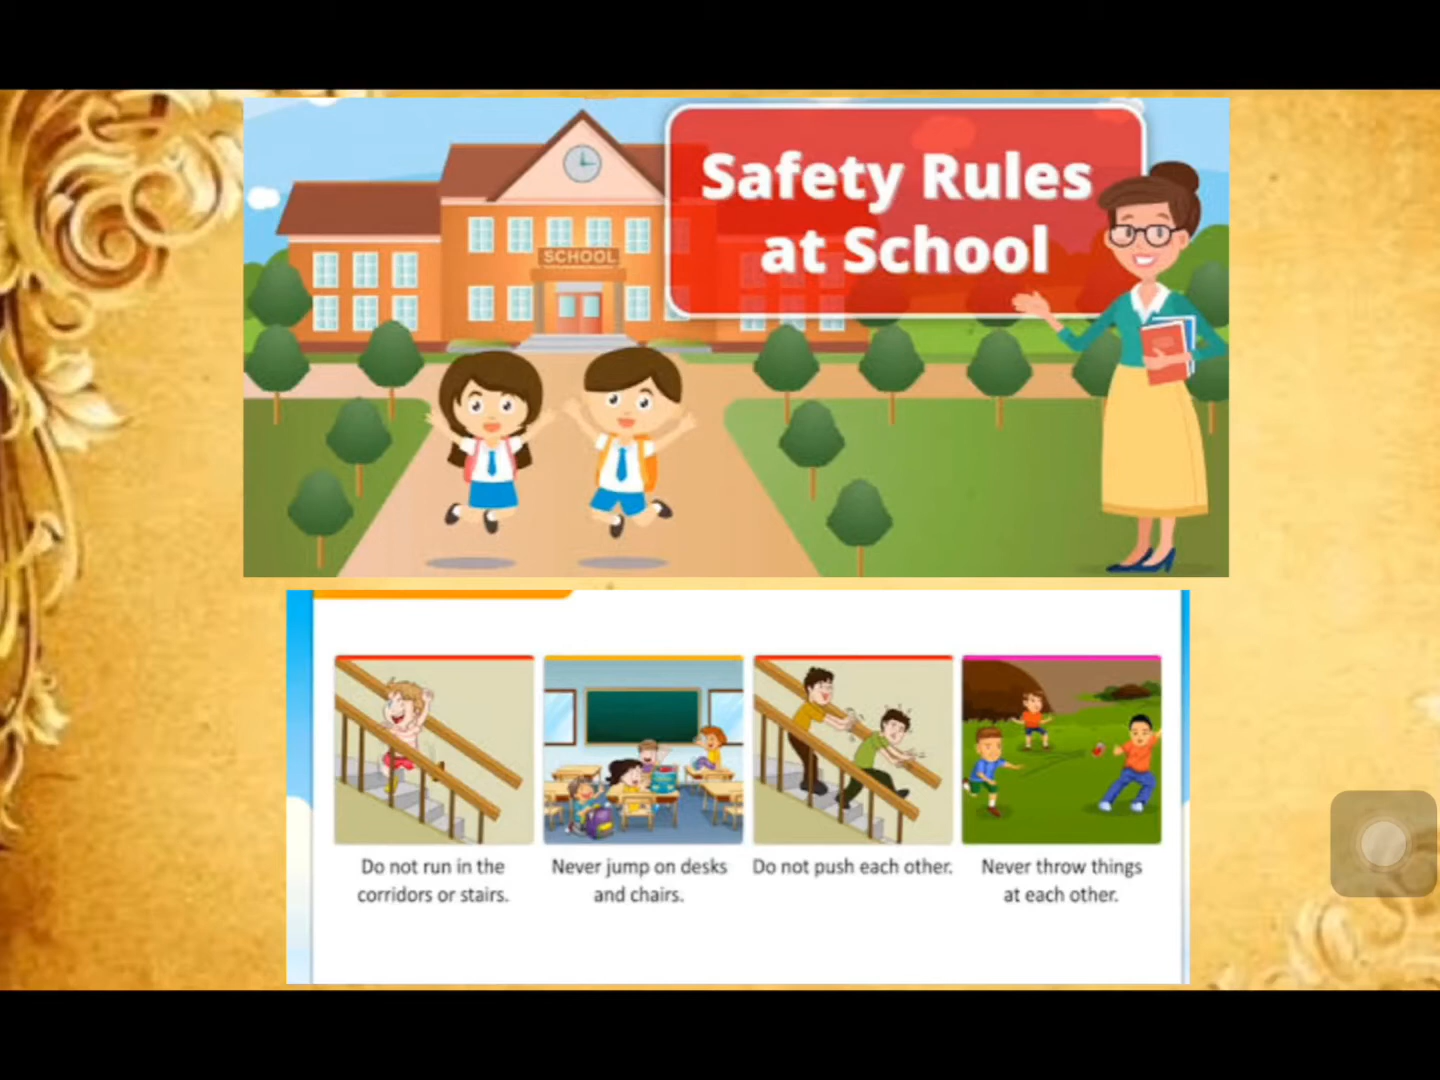 Safety Rules
at School
SCHOOL
Do not run in the
corridors or stairs.
Never jump on desks
and chairs.
Do not push each other.
Never throw things
at each other.